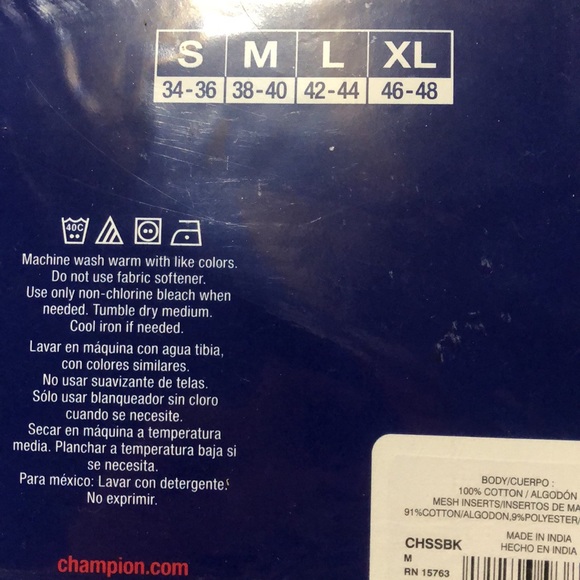 S M L XL
34-36 38-40 42-44 46-48
40C
Machine wash warm with like colors.
Do not use fabric softener.
Use only non-chlorine bleach when
needed. Tumble dry medium.
Cool iron if needed.
Lavar en máquina con agua tibia,
con colores similares.
No usar suavizante de telas.
Sólo usar blanqueador sin cloro
cuando se necesite.
Secar en máquina a temperatura
media. Planchar a temperatura baja si
se necesita.
Para méxico: Lavar con detergente.
No exprimir.
champion.com
BODY/CUERPO :
100% COTTON / ALGODÓN
MESH INSERTS/INSERTOS DE MA
91%COTTON/ALGODON,9%POLYESTER/
MADE IN INDIA
HECHO EN INDIA
CHSSBK
M
RN 15763